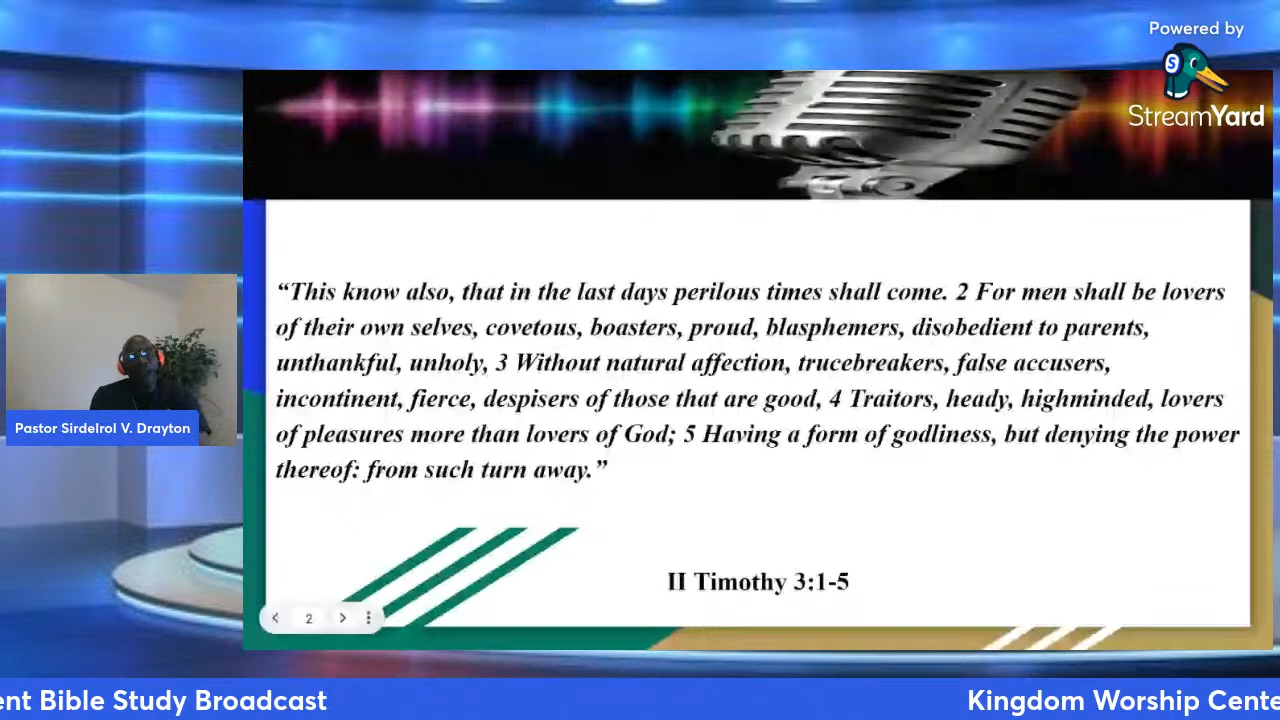 Powered by
S
StreamYard
“This know also, that in the last days perilous times shall come. 2 For men shall be lovers
of their own selves, covetous, boasters, proud, blasphemers, disobedient to parents,
unthankful, unholy, 3 Without natural affection, trucebreakers, false accusers,
incontinent, fierce, despisers of those that are good, 4 Traitors, heady, highminded, lovers
of pleasures more than lovers of God; 5 Having a form of godliness, but denying the power
thereof: from such turn away.”
Pastor Sirdelrol V. Drayton
II Timothy 3:1-5
2
ent Bible Study Broadcast
Kingdom Worship Cente